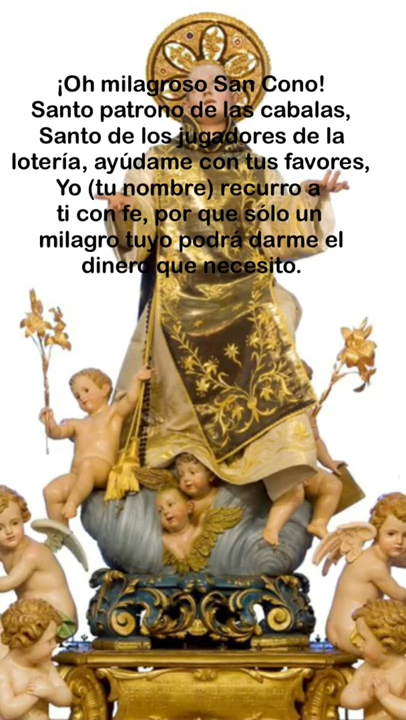 ¡Oh milagroso San Cono!
Santo patrono de las cabalas,
Santo de los jugadores de la
lotería, ayúdame con tus favores,
Yo (tu nombre) recurro a
ti con fe, por que sólo un
milagro tuyo podrá darme el
dinero que necesito.